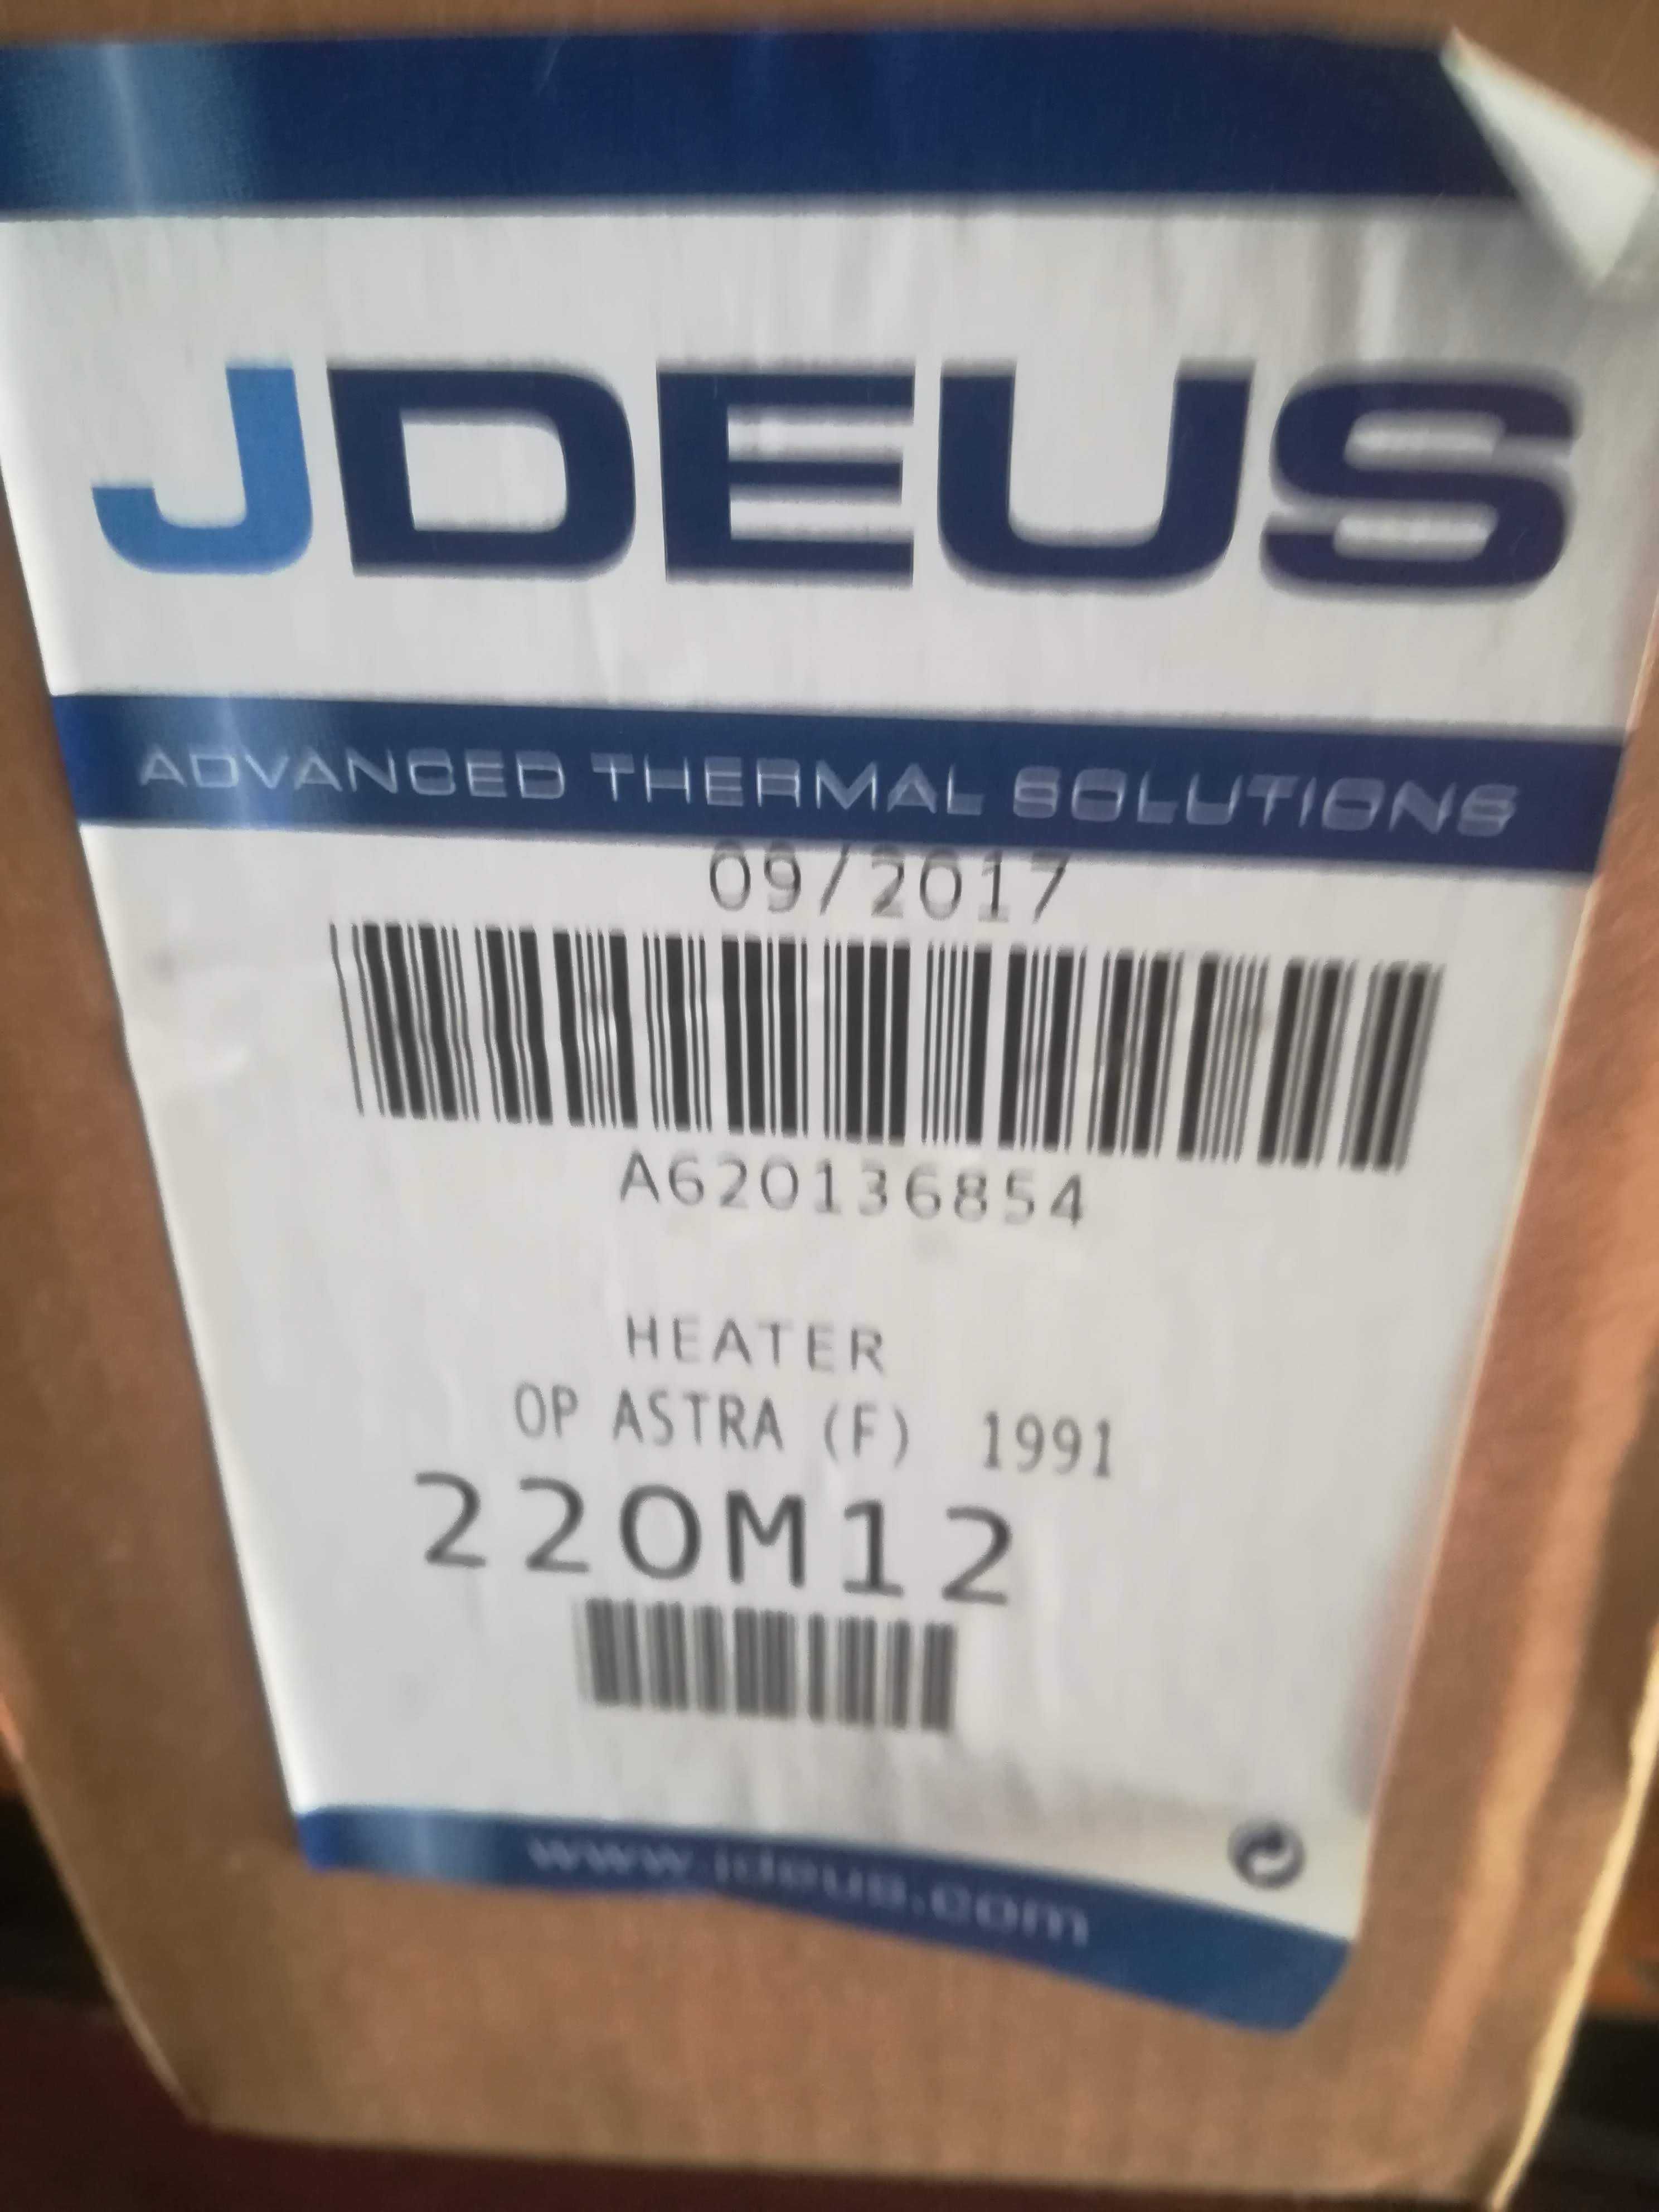 JDEUS
ADVANCED THERMAL SOLUTIONS
09/2017
A620136854
HEATER
OP ASTRA (F) 1991
220M12
www.jdeus.com